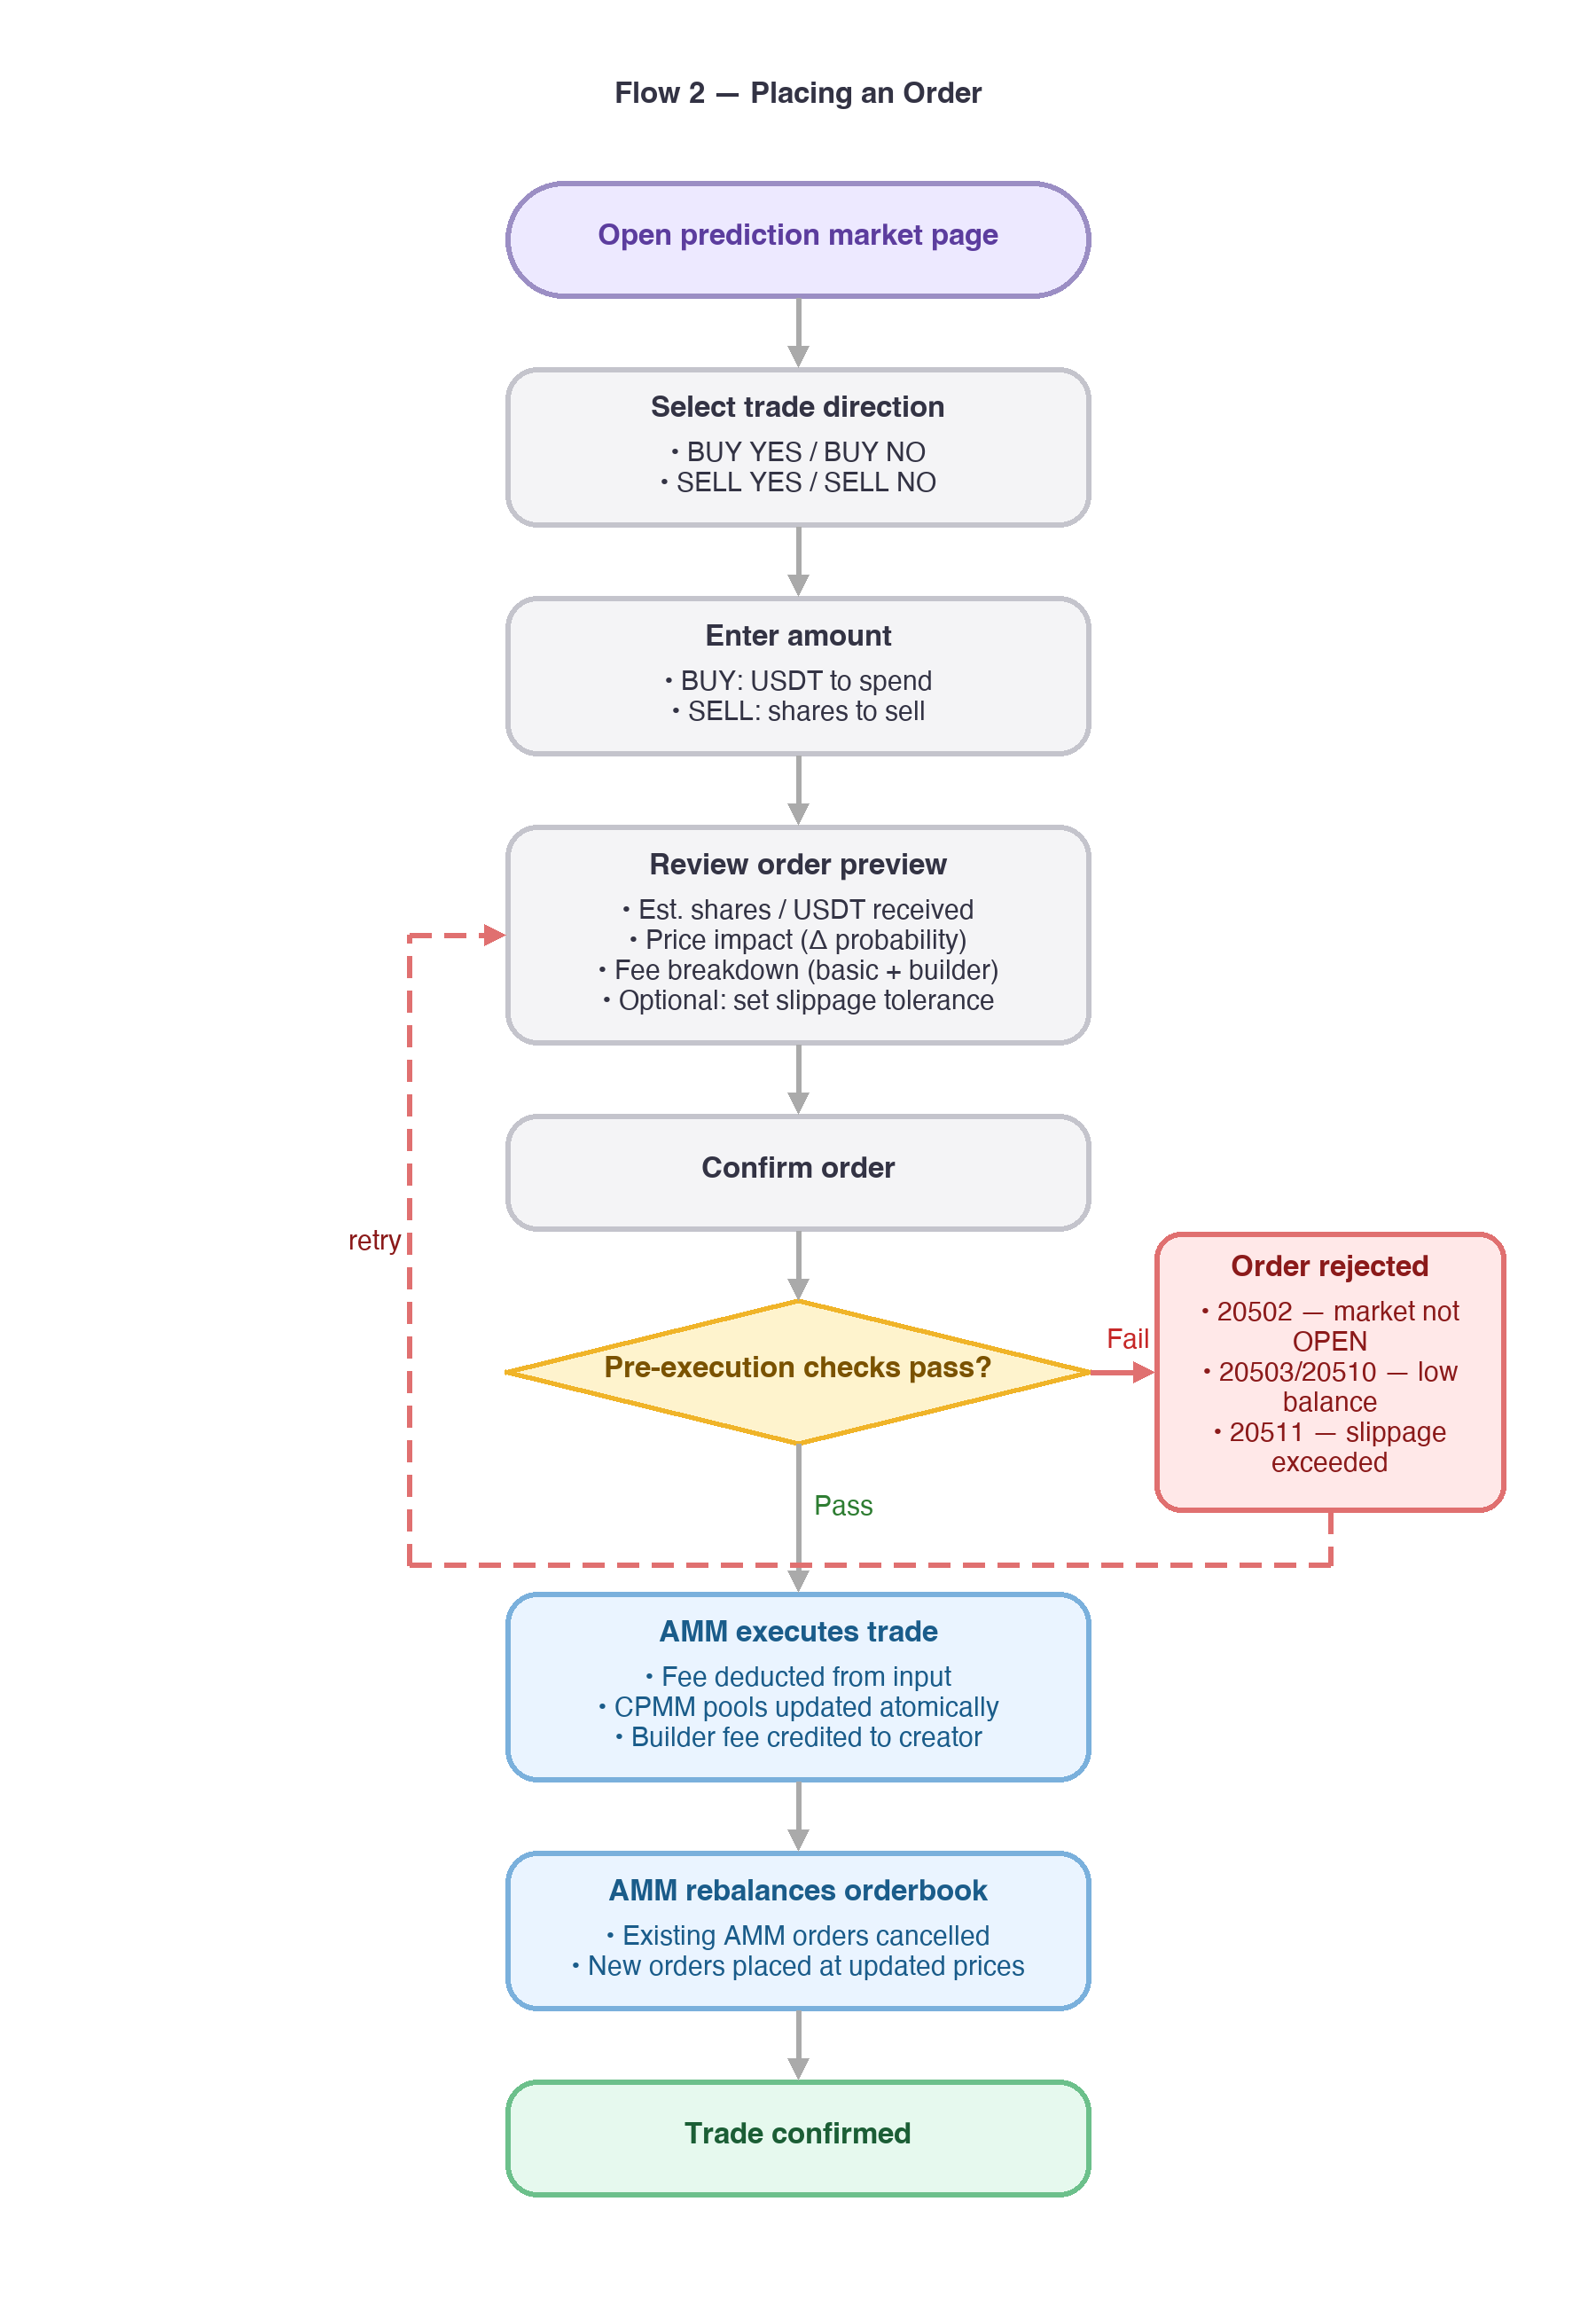 Flow 2 — Placing an Order
Open prediction market page
Select trade direction
• BUY YES / BUY NO
• SELL YES / SELL NO
Enter amount
• BUY: USDT to spend
• SELL: shares to sell
Review order preview
• Est. shares / USDT received
• Price impact (Δ probability)
• Fee breakdown (basic + builder)
• Optional: set slippage tolerance
Confirm order
retry
Pre-execution checks pass?
Fail
Order rejected
• 20502 — market not
OPEN
• 20503/20510 — low
balance
• 20511 — slippage
exceeded
Pass
AMM executes trade
• Fee deducted from input
• CPMM pools updated atomically
• Builder fee credited to creator
AMM rebalances orderbook
• Existing AMM orders cancelled
• New orders placed at updated prices
Trade confirmed